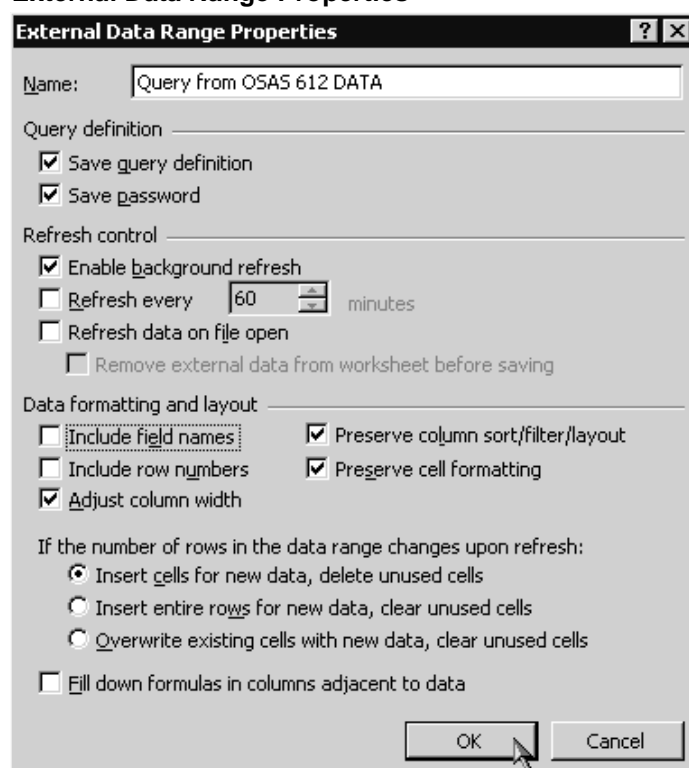 External Data Range Properties
External Data Range Properties ? X
Name: Query from OSAS 612 DATA
Query definition
Save query definition
Save password
Refresh control
Enable background refresh
Refresh every 60 minutes
Refresh data on file open
Remove external data from worksheet before saving
Data formatting and layout
Include field names Preserve column sort/filter/layout
Include row numbers Preserve cell formatting
Adjust column width
If the number of rows in the data range changes upon refresh:
Insert cells for new data, delete unused cells
Insert entire rows for new data, clear unused cells
Overwrite existing cells with new data, clear unused cells
Fill down formulas in columns adjacent to data
OK Cancel